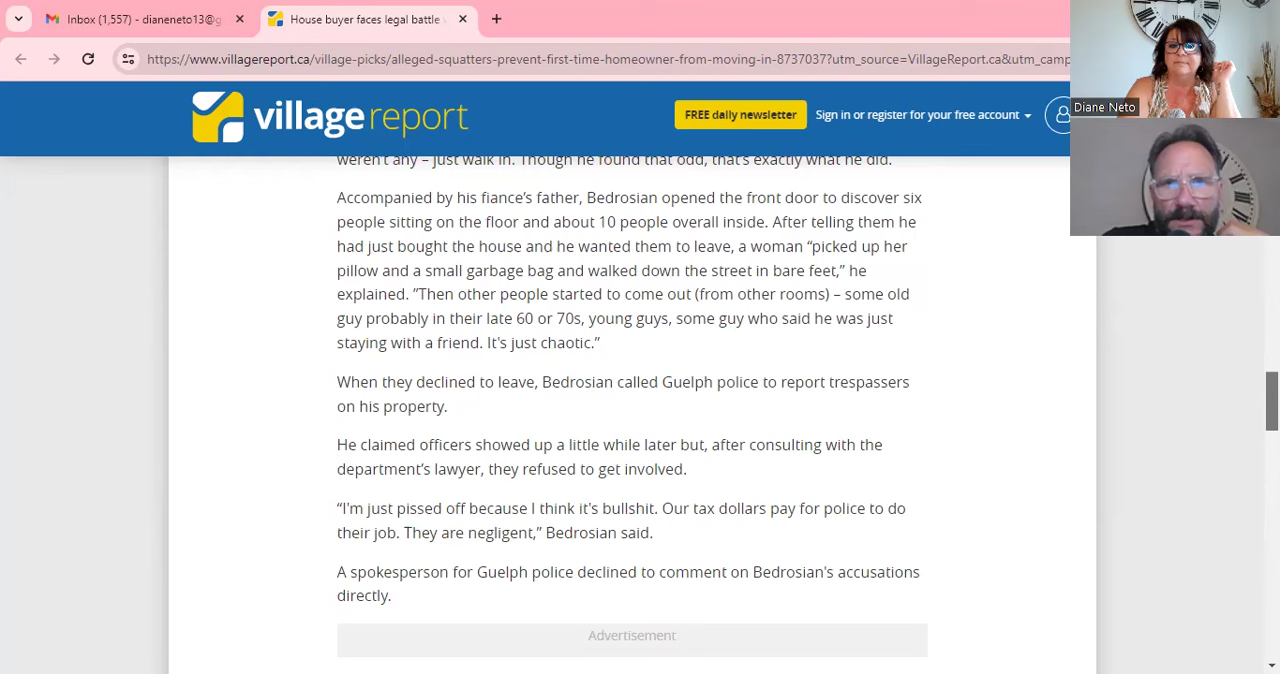 Inbox (1,557) - dianeneto13@g
House buyer faces legal battle
https://www.villagereport.ca/village-picks/alleged-squatters-prevent-first-time-homeowner-from-moving-in-8737037?utm_source=VillageReport.ca&utm_camp
village report
FREE daily newsletter
Sign in or register for your free account
Diane Neto
weren't any – just walk in. Though he found that odd, that's exactly what he did.
Accompanied by his fiance's father, Bedrosian opened the front door to discover six
people sitting on the floor and about 10 people overall inside. After telling them he
had just bought the house and he wanted them to leave, a woman “picked up her
pillow and a small garbage bag and walked down the street in bare feet,” he
explained. ”Then other people started to come out (from other rooms) – some old
guy probably in their late 60 or 70s, young guys, some guy who said he was just
staying with a friend. It's just chaotic.”
When they declined to leave, Bedrosian called Guelph police to report trespassers
on his property.
He claimed officers showed up a little while later but, after consulting with the
department’s lawyer, they refused to get involved.
“I'm just pissed off because I think it's bullshit. Our tax dollars pay for police to do
their job. They are negligent,” Bedrosian said.
A spokesperson for Guelph police declined to comment on Bedrosian's accusations
directly.
Advertisement